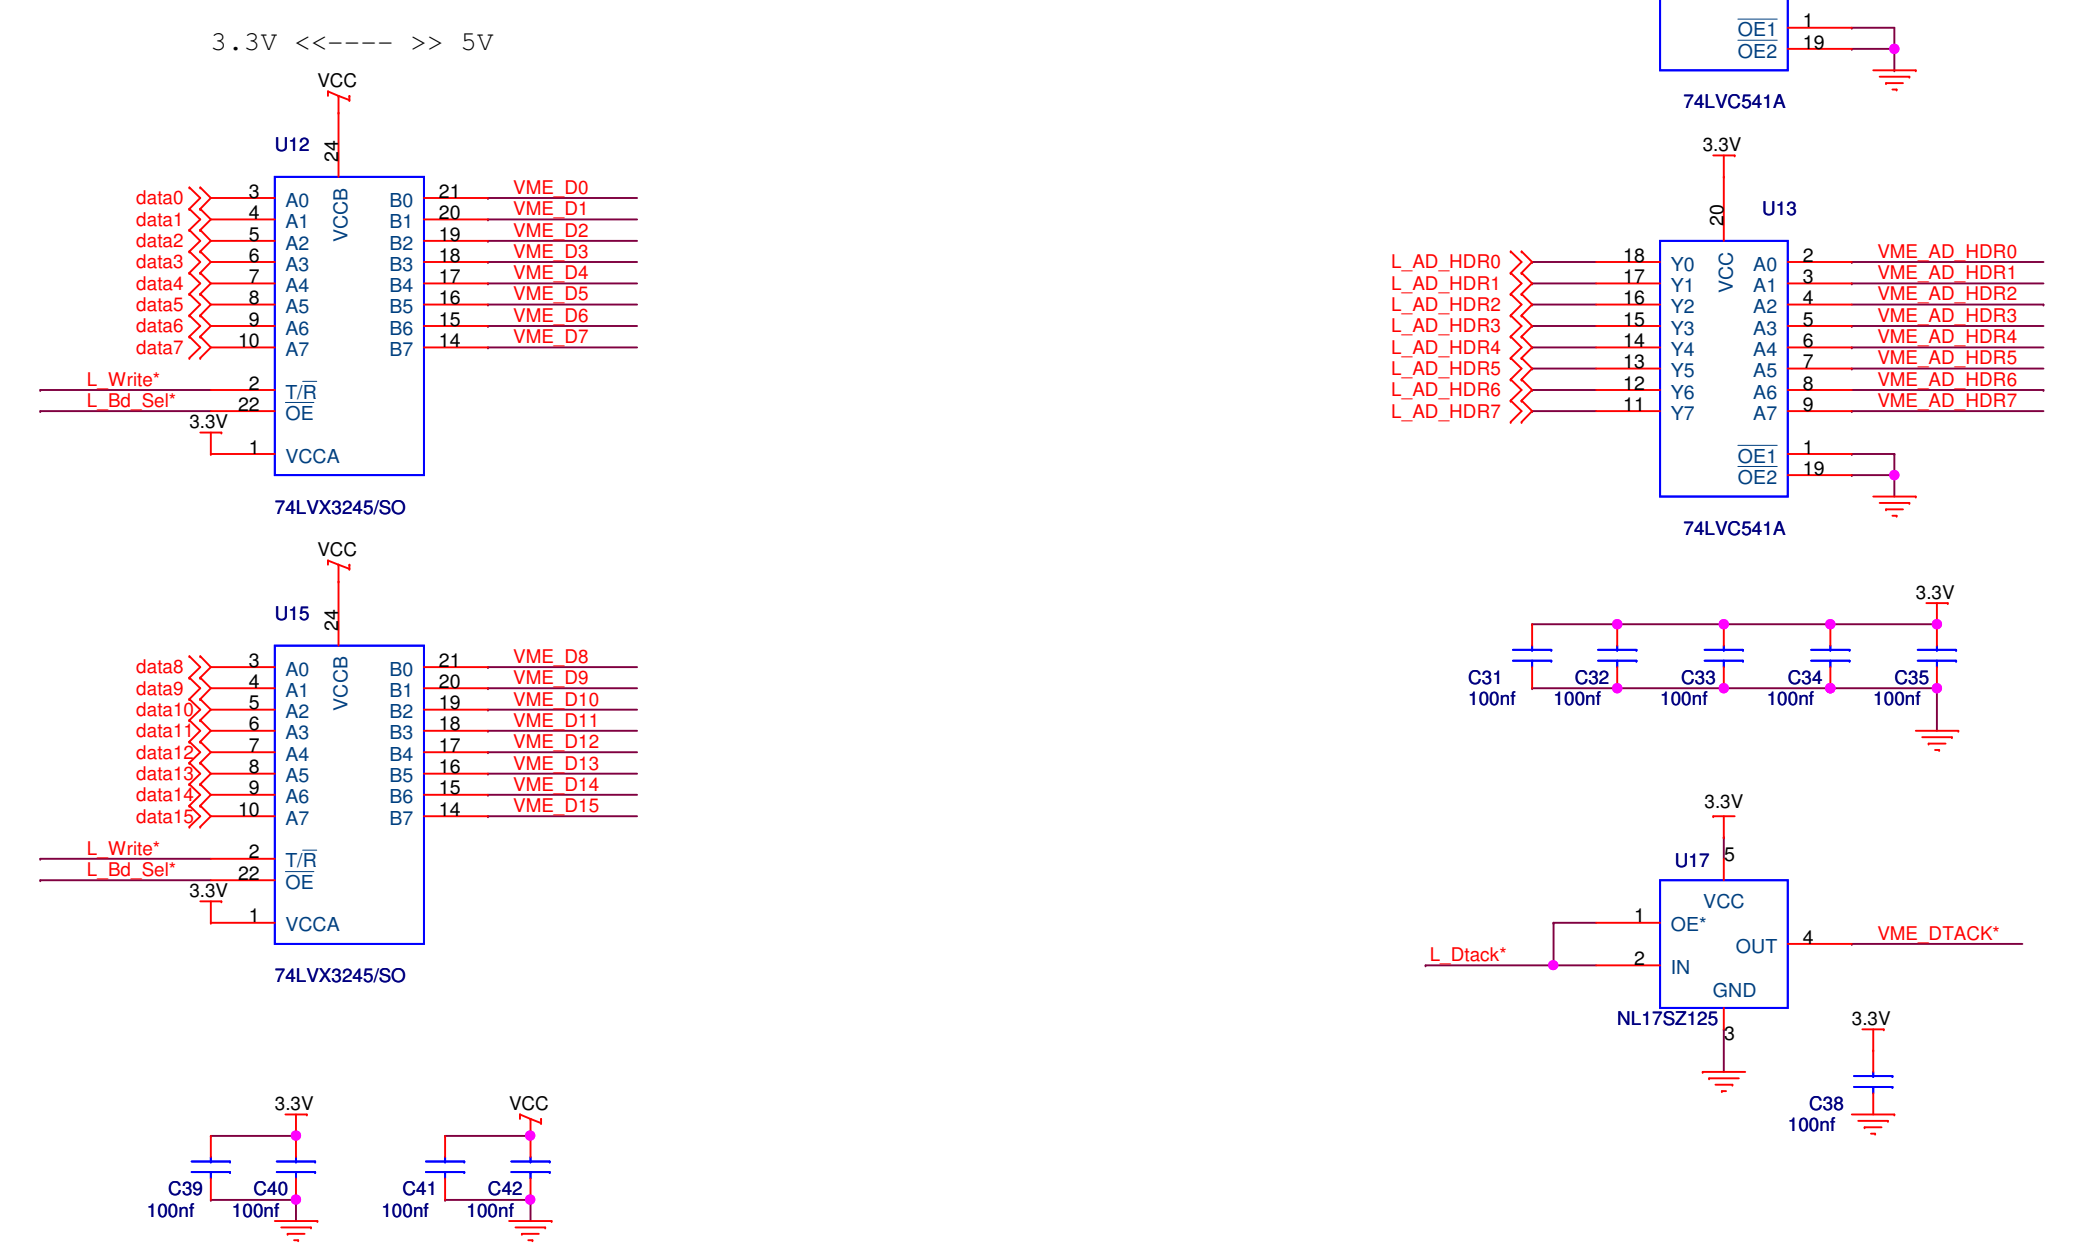 3.3V <<---- >> 5V
VCC
U12
24
VCCB
data0 3 A0 B0 21 VME_D0
data1 4 A1 B1 20 VME_D1
data2 5 A2 B2 19 VME_D2
data3 6 A3 B3 18 VME_D3
data4 7 A4 B4 17 VME_D4
data5 8 A5 B5 16 VME_D5
data6 9 A6 B6 15 VME_D6
data7 10 A7 B7 14 VME_D7
L_Write* 2 T/R
L_Bd_Sel* 22 OE
3.3V
1 VCCA
74LVX3245/SO
VCC
U15
24
VCCB
data8 3 A0 B0 21 VME_D8
data9 4 A1 B1 20 VME_D9
data10 5 A2 B2 19 VME_D10
data11 6 A3 B3 18 VME_D11
data12 7 A4 B4 17 VME_D12
data13 8 A5 B5 16 VME_D13
data14 9 A6 B6 15 VME_D14
data15 10 A7 B7 14 VME_D15
L_Write* 2 T/R
L_Bd_Sel* 22 OE
3.3V
1 VCCA
74LVX3245/SO
3.3V
C39 C40
100nf 100nf
VCC
C41 C42
100nf 100nf
OE1 1
OE2 19
74LVC541A
3.3V
20
U13
VCC
L_AD_HDR0 18 Y0 A0 2 VME_AD_HDR0
L_AD_HDR1 17 Y1 A1 3 VME_AD_HDR1
L_AD_HDR2 16 Y2 A2 4 VME_AD_HDR2
L_AD_HDR3 15 Y3 A3 5 VME_AD_HDR3
L_AD_HDR4 14 Y4 A4 6 VME_AD_HDR4
L_AD_HDR5 13 Y5 A5 7 VME_AD_HDR5
L_AD_HDR6 12 Y6 A6 8 VME_AD_HDR6
L_AD_HDR7 11 Y7 A7 9 VME_AD_HDR7
OE1 1
OE2 19
74LVC541A
3.3V
C31 C32 C33 C34 C35
100nf 100nf 100nf 100nf 100nf
3.3V
U17 5
VCC
1 OE*
OUT 4 VME_DTACK*
L_Dtack* 2 IN
GND
NL17SZ125
3
3.3V
C38
100nf